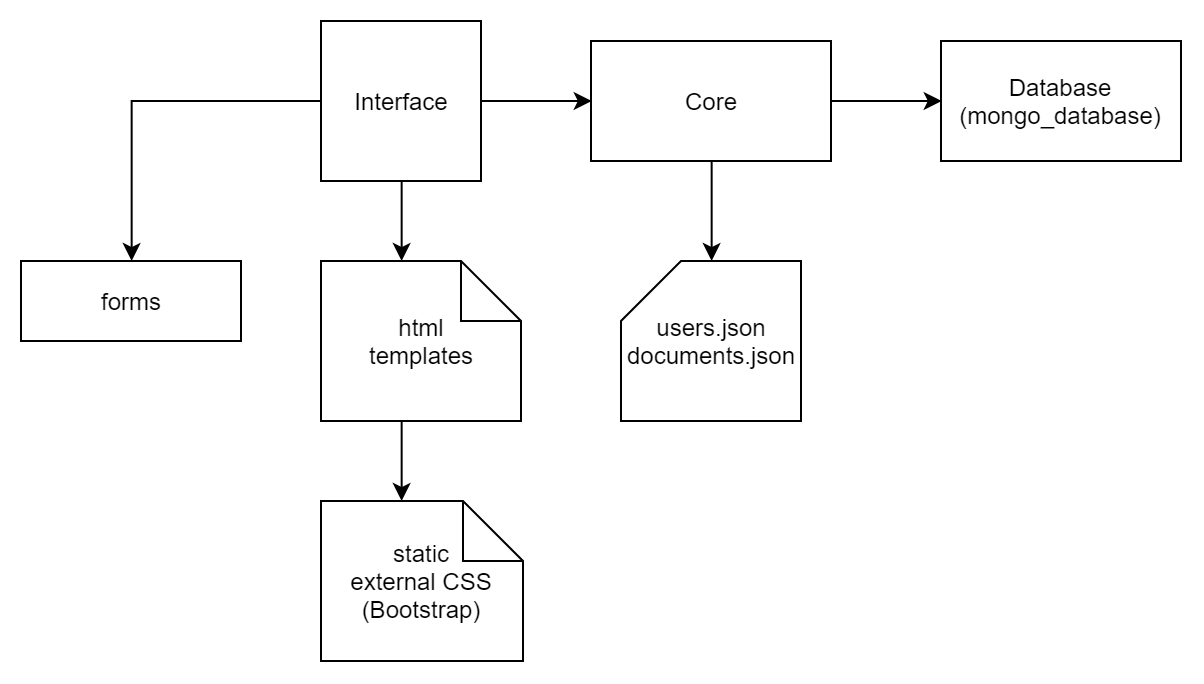 Interface
Core
Database
(mongo_database)
forms
html
templates
users.json
documents.json
static
external CSS
(Bootstrap)